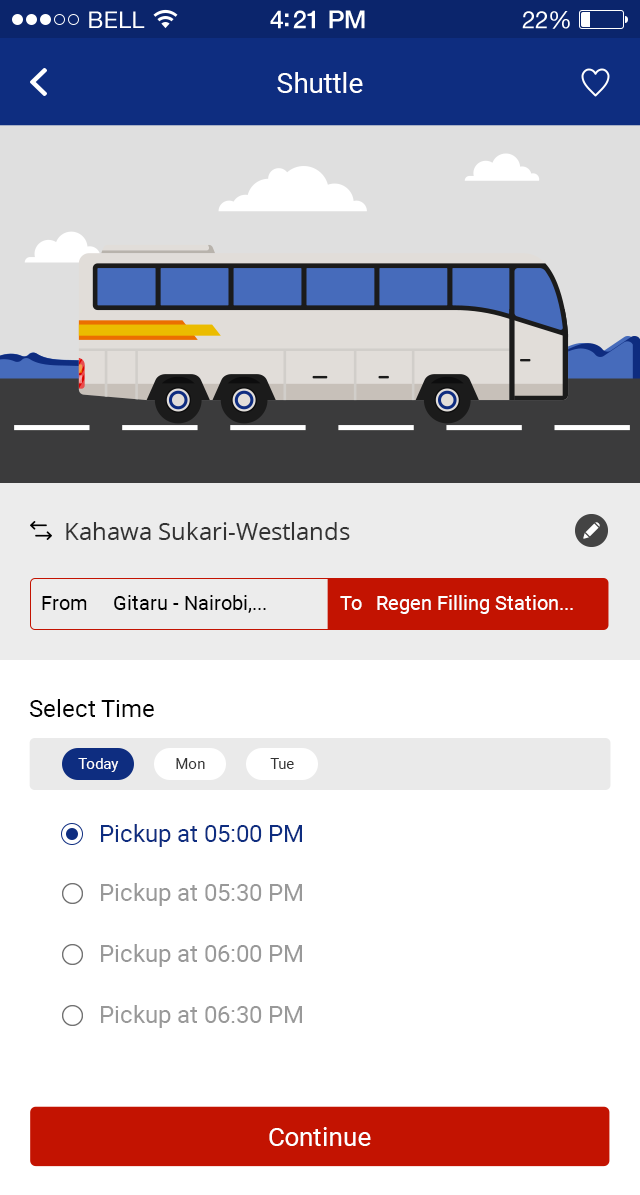 BELL 4:21 PM 22%
Shuttle
Kahawa Sukari-Westlands
From Gitaru - Nairobi,... To Regen Filling Station...
Select Time
Today Mon Tue
Pickup at 05:00 PM
Pickup at 05:30 PM
Pickup at 06:00 PM
Pickup at 06:30 PM
Continue